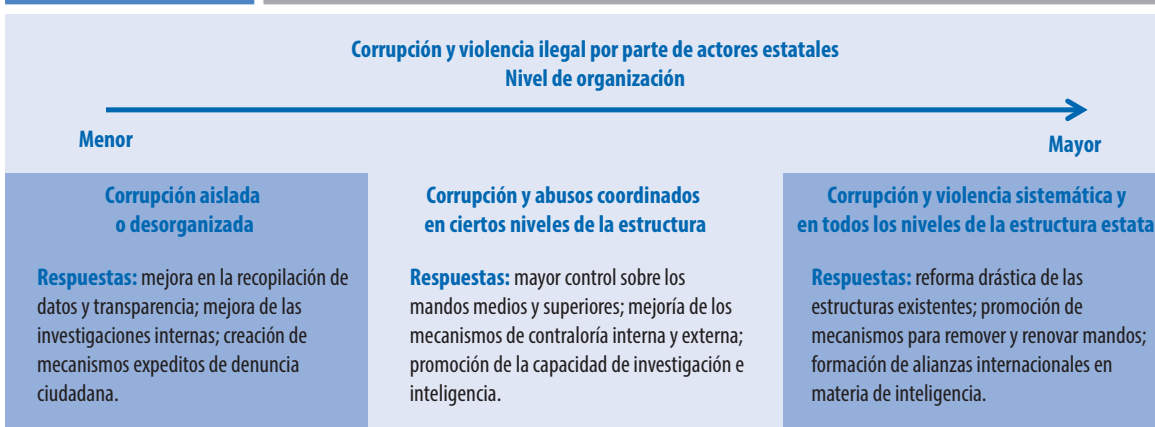 Corrupción y violencia ilegal por parte de actores estatales
Nivel de organización
Menor
Mayor
Corrupción aislada
o desorganizada
Respuestas: mejora en la recopilación de
datos y transparencia; mejora de las
investigaciones internas; creación de
mecanismos expeditos de denuncia
ciudadana.
Corrupción y abusos coordinados
en ciertos niveles de la estructura
Respuestas: mayor control sobre los
mandos medios y superiores; mejoría de los
mecanismos de contraloría interna y externa;
promoción de la capacidad de investigación e
inteligencia.
Corrupción y violencia sistemática y
en todos los niveles de la estructura estata
Respuestas: reforma drástica de las
estructuras existentes; promoción de
mecanismos para remover y renovar mandos;
formación de alianzas internacionales en
materia de inteligencia.